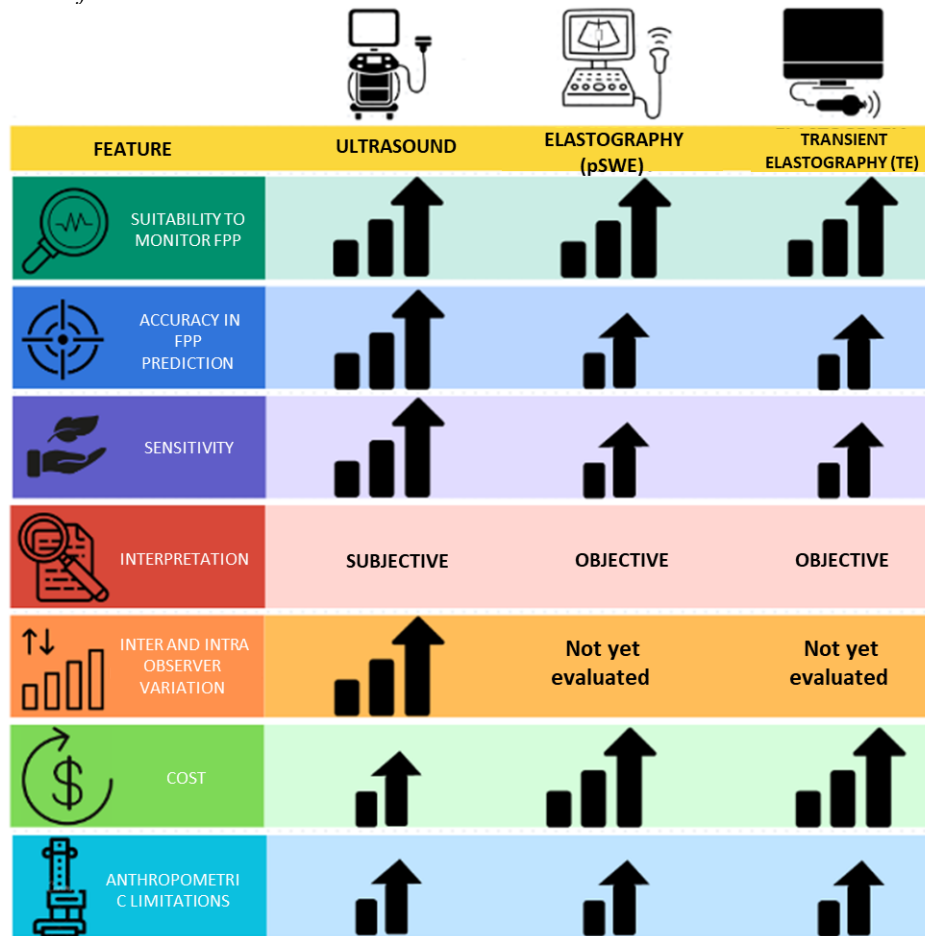 FEATURE
ULTRASOUND
ELASTOGRAPHY
(pSWE)
TRANSIENT
ELASTOGRAPHY (TE)
SUITABILITY TO
MONITOR FPP
ACCURACY IN
FPP
PREDICTION
SENSITIVITY
INTERPRETATION
SUBJECTIVE
OBJECTIVE
OBJECTIVE
INTER AND INTRA
OBSERVER
VARIATION
Not yet
evaluated
Not yet
evaluated
$
COST
ANTHROPOMETRI
C LIMITATIONS